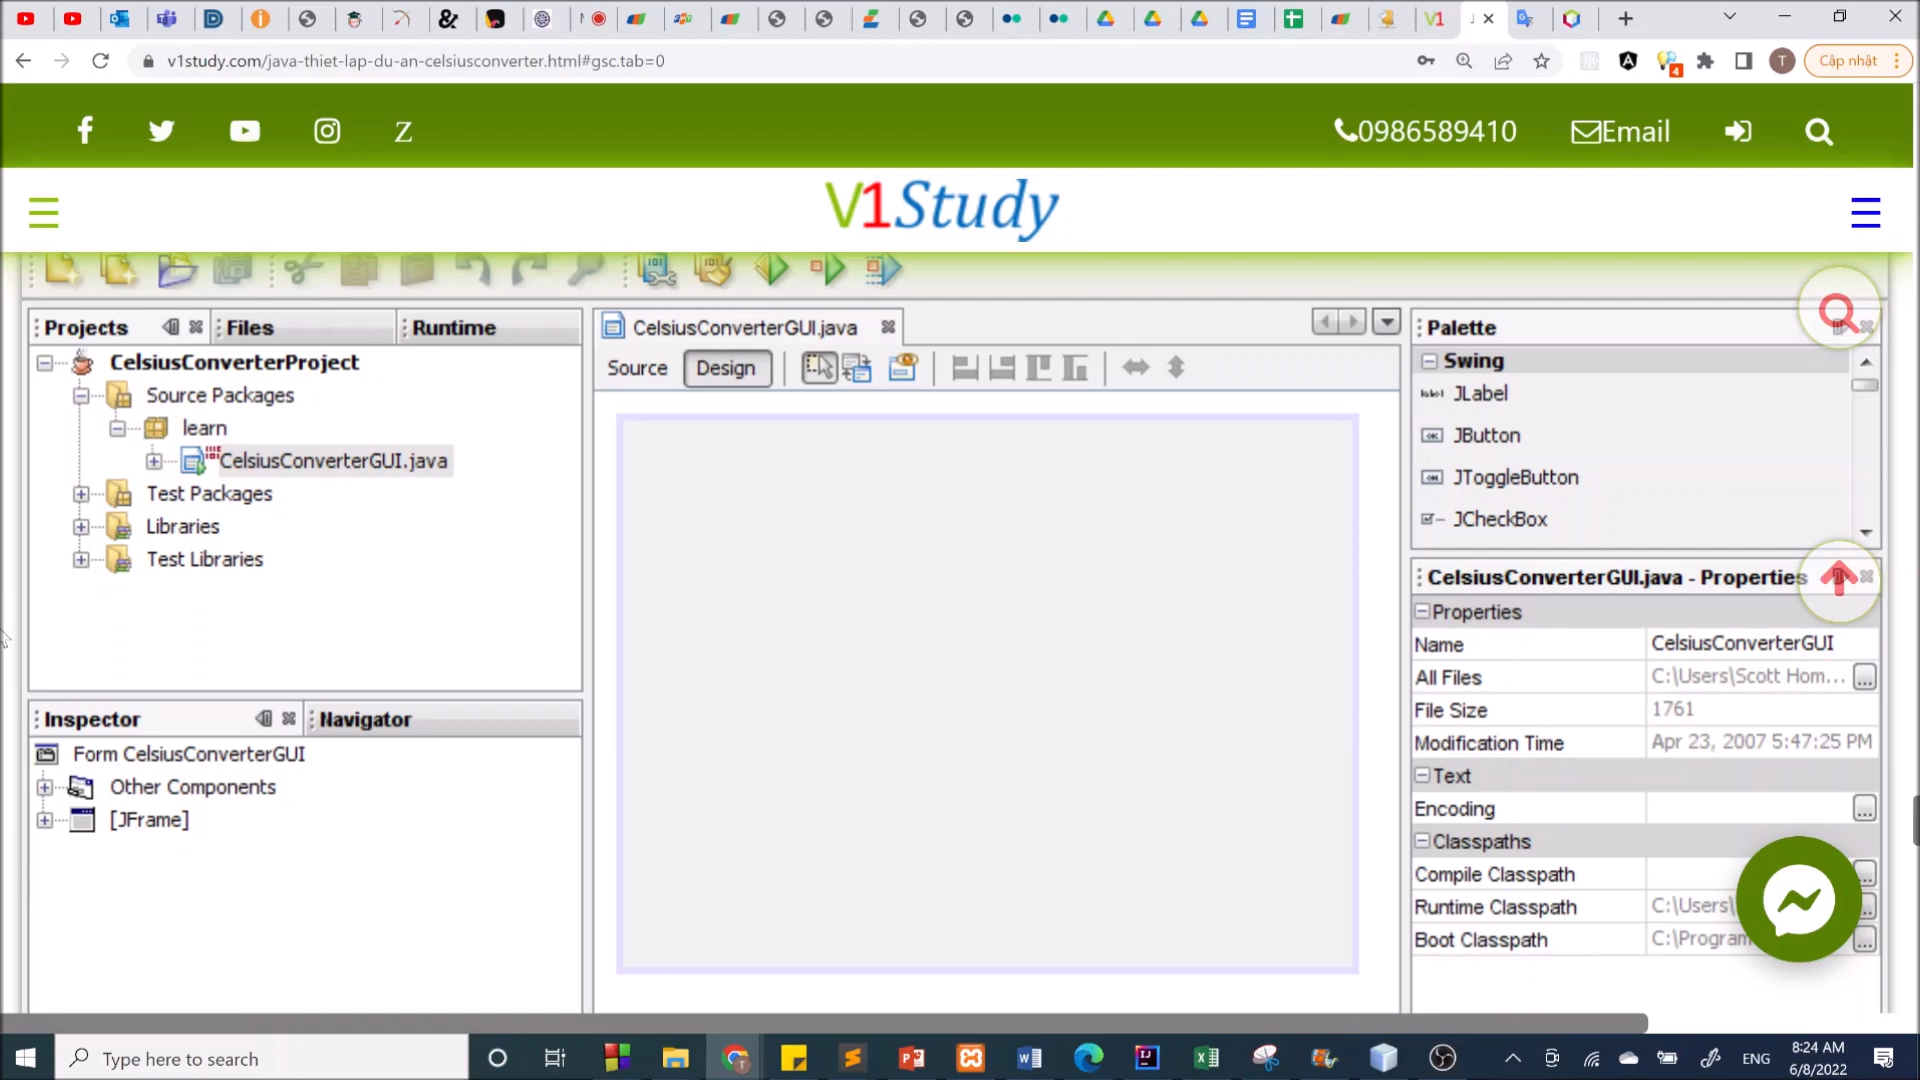 V1
v1study.com/java-thiet-lap-du-an-celsiusconverter.html#gsc.tab=0
4
T
Cập nhật
Z
0986589410
Email
V1Study
Projects
Files
Runtime
CelsiusConverterGUI.java
Palette
CelsiusConverterProject
Source
Design
Swing
Source Packages
JLabel
learn
JButton
CelsiusConverterGUI.java
JToggleButton
Test Packages
JCheckBox
Libraries
Test Libraries
CelsiusConverterGUI.java - Properties
Properties
Name
CelsiusConverterGUI
All Files
C:\Users\Scott Hom...
File Size
1761
Inspector
Navigator
Modification Time
Apr 23, 2007 5:47:25 PM
Form CelsiusConverterGUI
Text
Other Components
Encoding
[JFrame]
Classpaths
Compile Classpath
Runtime Classpath
C:\Users\
Boot Classpath
C:\Program
Type here to search
ENG
8:24 AM
6/8/2022